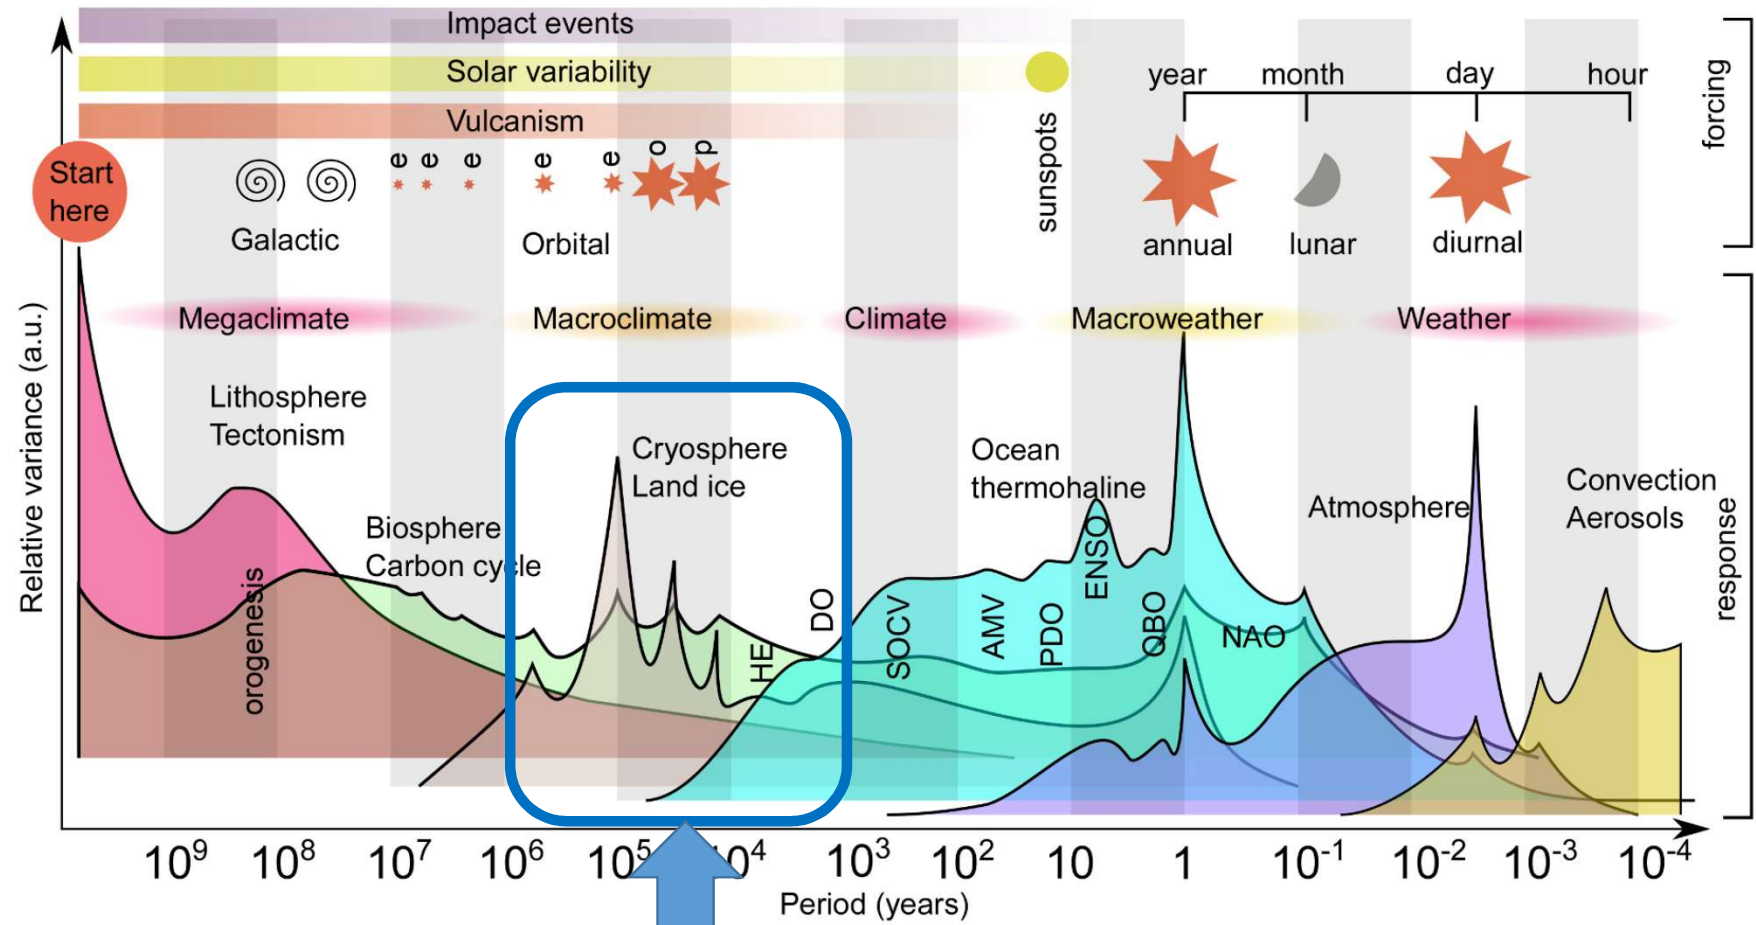 Impact events
Solar variability
Vulcanism
year month day hour
forcing
sunspots
Start
here
e e e e e o p
Galactic
Orbital
annual
lunar
diurnal
Megaclimate
Macroclimate
Climate
Macroweather
Weather
Relative variance (a.u.)
Lithosphere
Tectonism
Biosphere
Carbon cycle
Cryosphere
Land ice
Ocean
thermohaline
Atmosphere
Convection
Aerosols
response
orogenesis
HE
DO
SOCV
AMV
PDO
ENSO
QBO
NAO
10⁹ 10⁸ 10⁷ 10⁶ 10⁵ 10⁴ 10³ 10² 10 1 10⁻¹ 10⁻² 10⁻³ 10⁻⁴
Period (years)